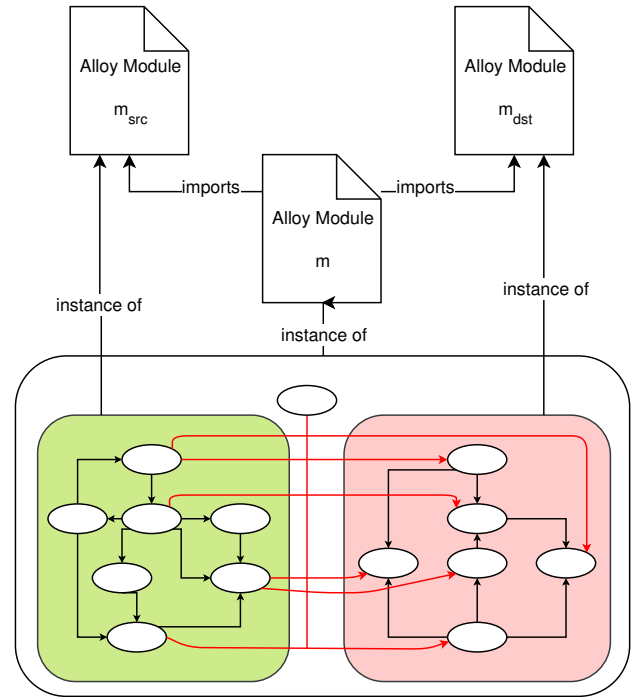 Alloy Module
m_src
Alloy Module
m_dst
imports
imports
Alloy Module
m
instance of
instance of
instance of